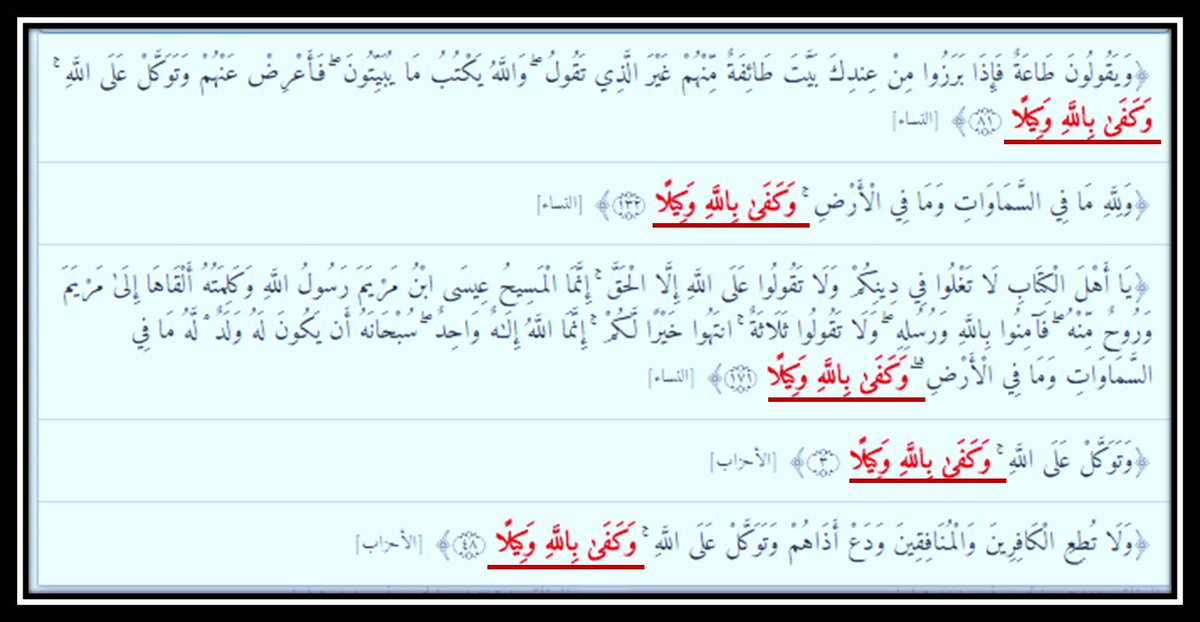 ﴿وَيَقُولُونَ طَاعَةٌ فَإِذَا بَرَزُوا مِنْ عِندِكَ بَيَّتَ طَائِفَةٌ مِّنْهُمْ غَيْرَ الَّذِي تَقُولُ ۖ وَاللَّهُ يَكْتُبُ مَا يُبَيِّتُونَ ۖ فَأَعْرِضْ عَنْهُمْ وَتَوَكَّلْ عَلَى اللَّهِ ۚ
وَكَفَىٰ بِاللَّهِ وَكِيلًا ﴿٨١﴾ [النساء]
﴿وَلِلَّهِ مَا فِي السَّمَاوَاتِ وَمَا فِي الْأَرْضِ ۚ وَكَفَىٰ بِاللَّهِ وَكِيلًا ﴿١٣٢﴾ [النساء]
﴿يَا أَهْلَ الْكِتَابِ لَا تَغْلُوا فِي دِينِكُمْ وَلَا تَقُولُوا عَلَى اللَّهِ إِلَّا الْحَقَّ ۚ إِنَّمَا الْمَسِيحُ عِيسَى ابْنُ مَرْيَمَ رَسُولُ اللَّهِ وَكَلِمَتُهُ أَلْقَاهَا إِلَىٰ مَرْيَمَ
وَرُوحٌ مِّنْهُ ۖ فَآمِنُوا بِاللَّهِ وَرُسُلِهِ ۖ وَلَا تَقُولُوا ثَلَاثَةٌ ۚ انتَهُوا خَيْرًا لَّكُمْ ۚ إِنَّمَا اللَّهُ إِلَـٰهٌ وَاحِدٌ ۖ سُبْحَانَهُ أَن يَكُونَ لَهُ وَلَدٌ ۘ لَّهُ مَا فِي
السَّمَاوَاتِ وَمَا فِي الْأَرْضِ ۗ وَكَفَىٰ بِاللَّهِ وَكِيلًا ﴿١٧١﴾ [النساء]
﴿وَتَوَكَّلْ عَلَى اللَّهِ ۚ وَكَفَىٰ بِاللَّهِ وَكِيلًا ﴿٣﴾ [الأحزاب]
﴿وَلَا تُطِعِ الْكَافِرِينَ وَالْمُنَافِقِينَ وَدَعْ أَذَاهُمْ وَتَوَكَّلْ عَلَى اللَّهِ ۚ وَكَفَىٰ بِاللَّهِ وَكِيلًا ﴿٤٨﴾ [الأحزاب]